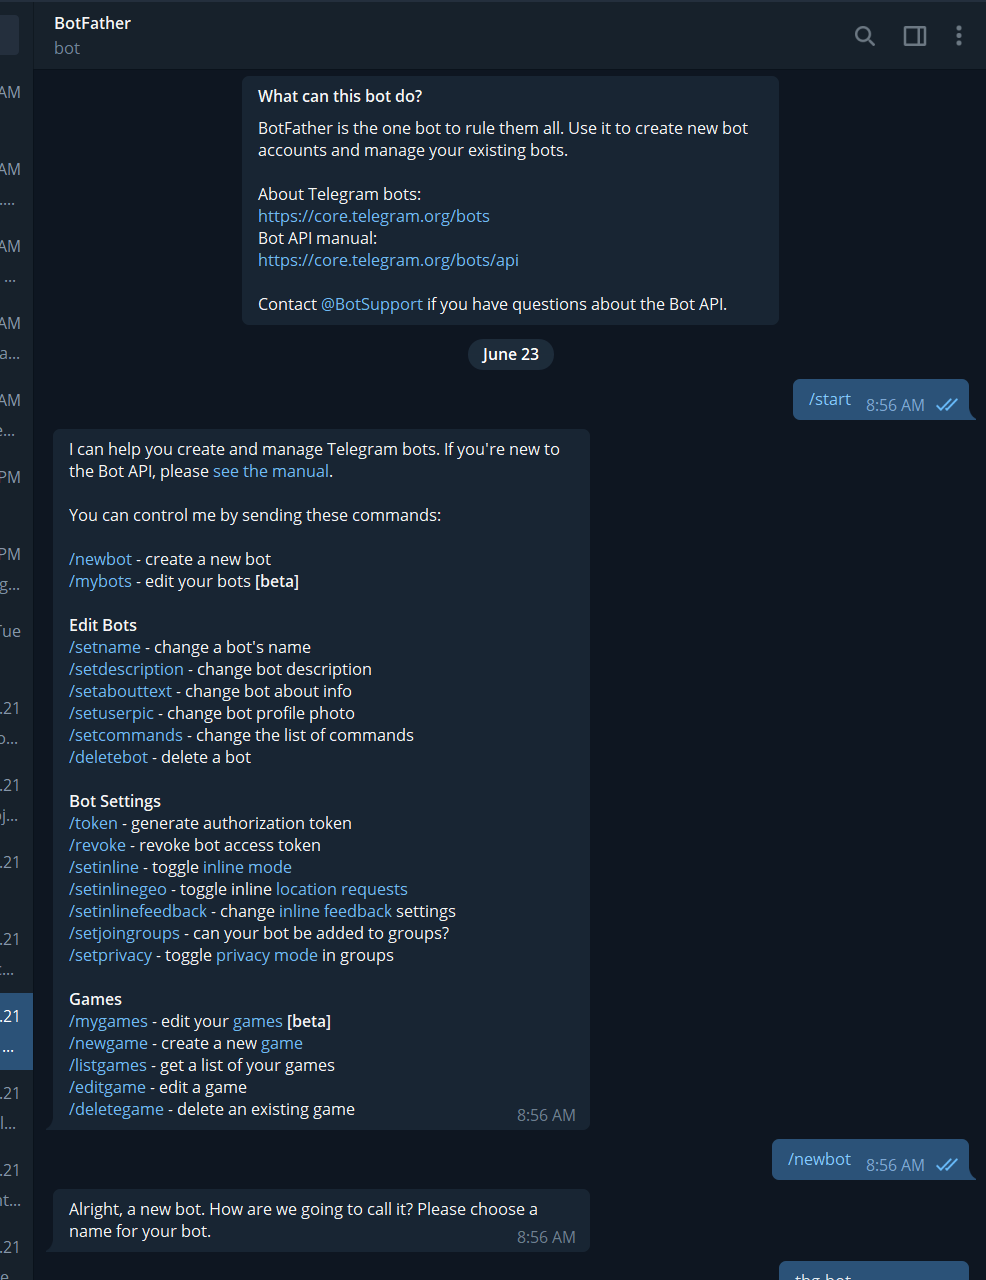 BotFather
bot
AM
AM
....
AM
...
AM
a...
AM
e...
PM
PM
g...
Tue
.21
o...
.21
oj...
.21
.21
t...
.21
...
.21
l...
.21
nt...
.21
e
What can this bot do?
BotFather is the one bot to rule them all. Use it to create new bot
accounts and manage your existing bots.
About Telegram bots:
https://core.telegram.org/bots
Bot API manual:
https://core.telegram.org/bots/api
Contact @BotSupport if you have questions about the Bot API.
June 23
/start 8:56 AM
I can help you create and manage Telegram bots. If you're new to
the Bot API, please see the manual.
You can control me by sending these commands:
/newbot - create a new bot
/mybots - edit your bots [beta]
Edit Bots
/setname - change a bot's name
/setdescription - change bot description
/setabouttext - change bot about info
/setuserpic - change bot profile photo
/setcommands - change the list of commands
/deletebot - delete a bot
Bot Settings
/token - generate authorization token
/revoke - revoke bot access token
/setinline - toggle inline mode
/setinlinegeo - toggle inline location requests
/setinlinefeedback - change inline feedback settings
/setjoingroups - can your bot be added to groups?
/setprivacy - toggle privacy mode in groups
Games
/mygames - edit your games [beta]
/newgame - create a new game
/listgames - get a list of your games
/editgame - edit a game
/deletegame - delete an existing game
8:56 AM
/newbot 8:56 AM
Alright, a new bot. How are we going to call it? Please choose a
name for your bot.
8:56 AM